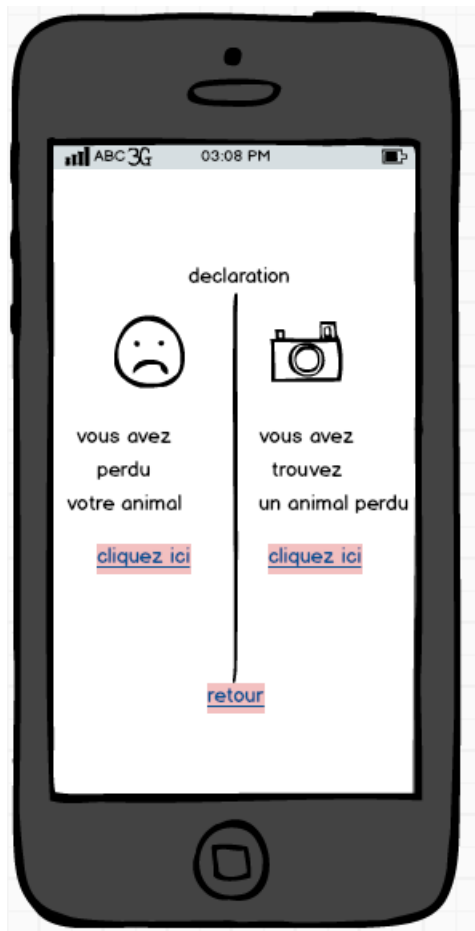 ABC 3G 03:08 PM
declaration
vous avez
perdu
votre animal
cliquez ici
vous avez
trouvez
un animal perdu
cliquez ici
retour